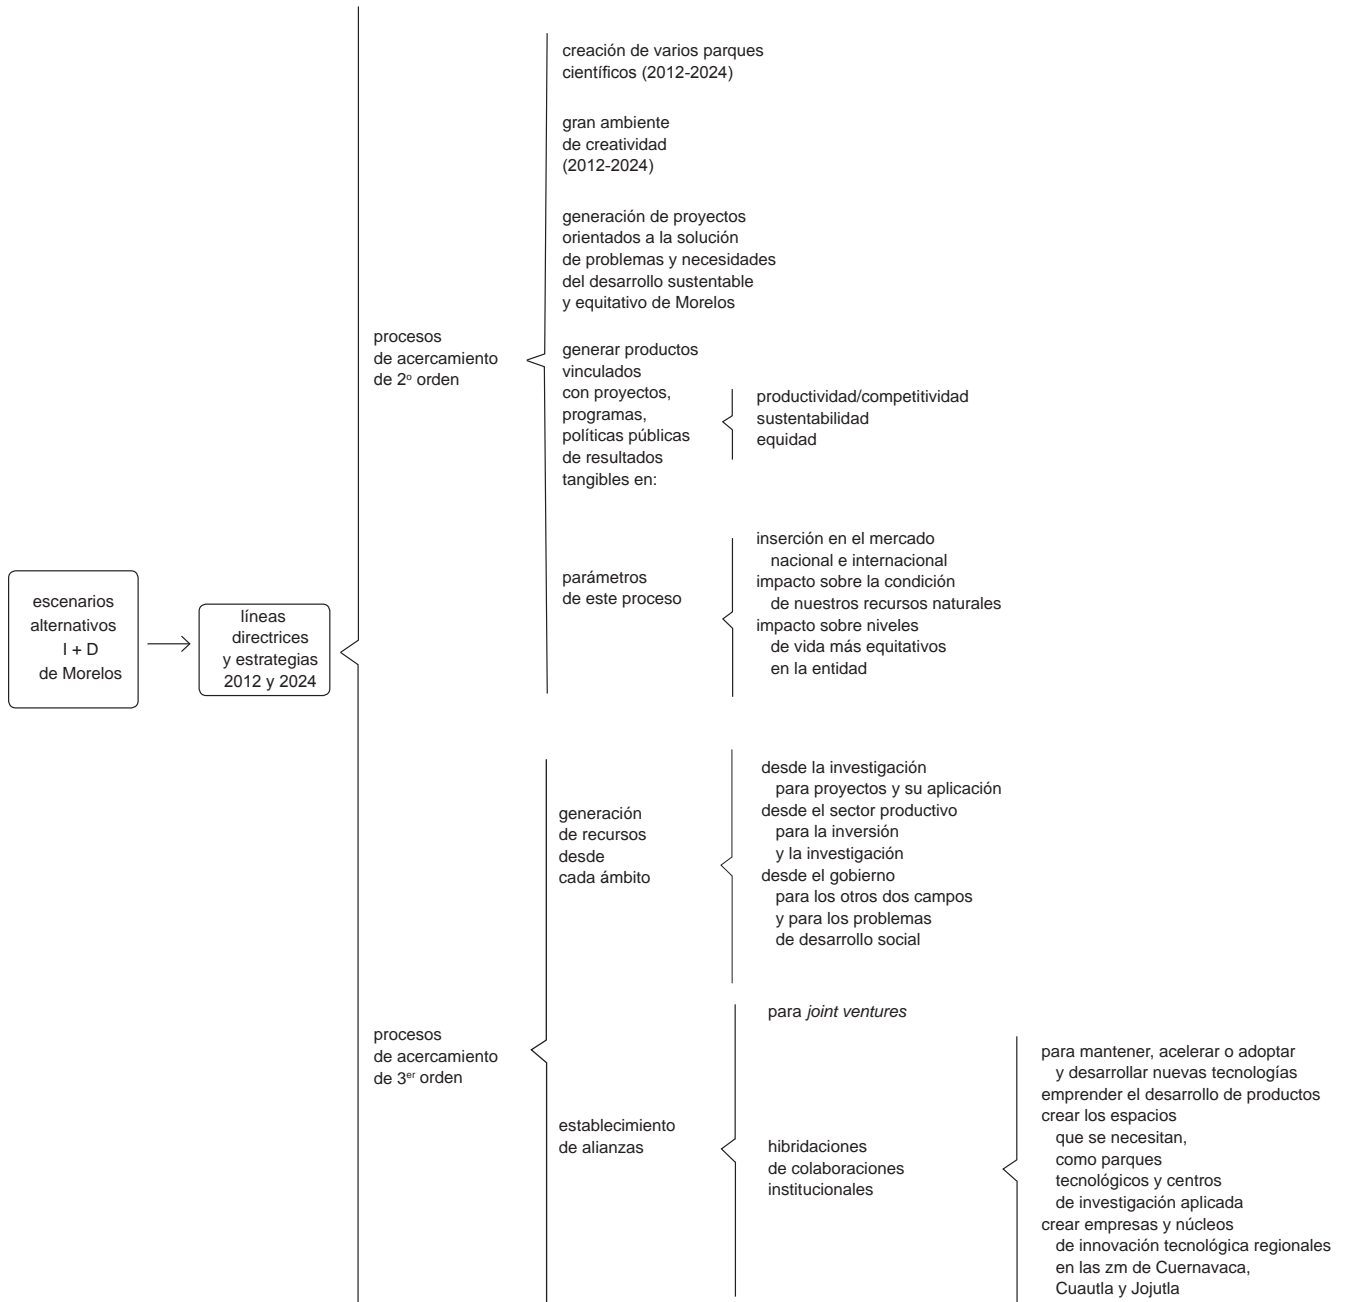 escenarios
alternativos
I + D
de Morelos
líneas
directrices
y estrategias
2012 y 2024
procesos
de acercamiento
de 2º orden
creación de varios parques
científicos (2012-2024)
gran ambiente
de creatividad
(2012-2024)
generación de proyectos
orientados a la solución
de problemas y necesidades
del desarrollo sustentable
y equitativo de Morelos
generar productos
vinculados
con proyectos,
programas,
políticas públicas
de resultados
tangibles en:
productividad/competitividad
sustentabilidad
equidad
parámetros
de este proceso
inserción en el mercado
nacional e internacional
impacto sobre la condición
de nuestros recursos naturales
impacto sobre niveles
de vida más equitativos
en la entidad
procesos
de acercamiento
de 3er orden
generación
de recursos
desde
cada ámbito
desde la investigación
para proyectos y su aplicación
desde el sector productivo
para la inversión
y la investigación
desde el gobierno
para los otros dos campos
y para los problemas
de desarrollo social
establecimiento
de alianzas
para joint ventures
hibridaciones
de colaboraciones
institucionales
para mantener, acelerar o adoptar
y desarrollar nuevas tecnologías
emprender el desarrollo de productos
crear los espacios
que se necesitan,
como parques
tecnológicos y centros
de investigación aplicada
crear empresas y núcleos
de innovación tecnológica regionales
en las zm de Cuernavaca,
Cuautla y Jojutla